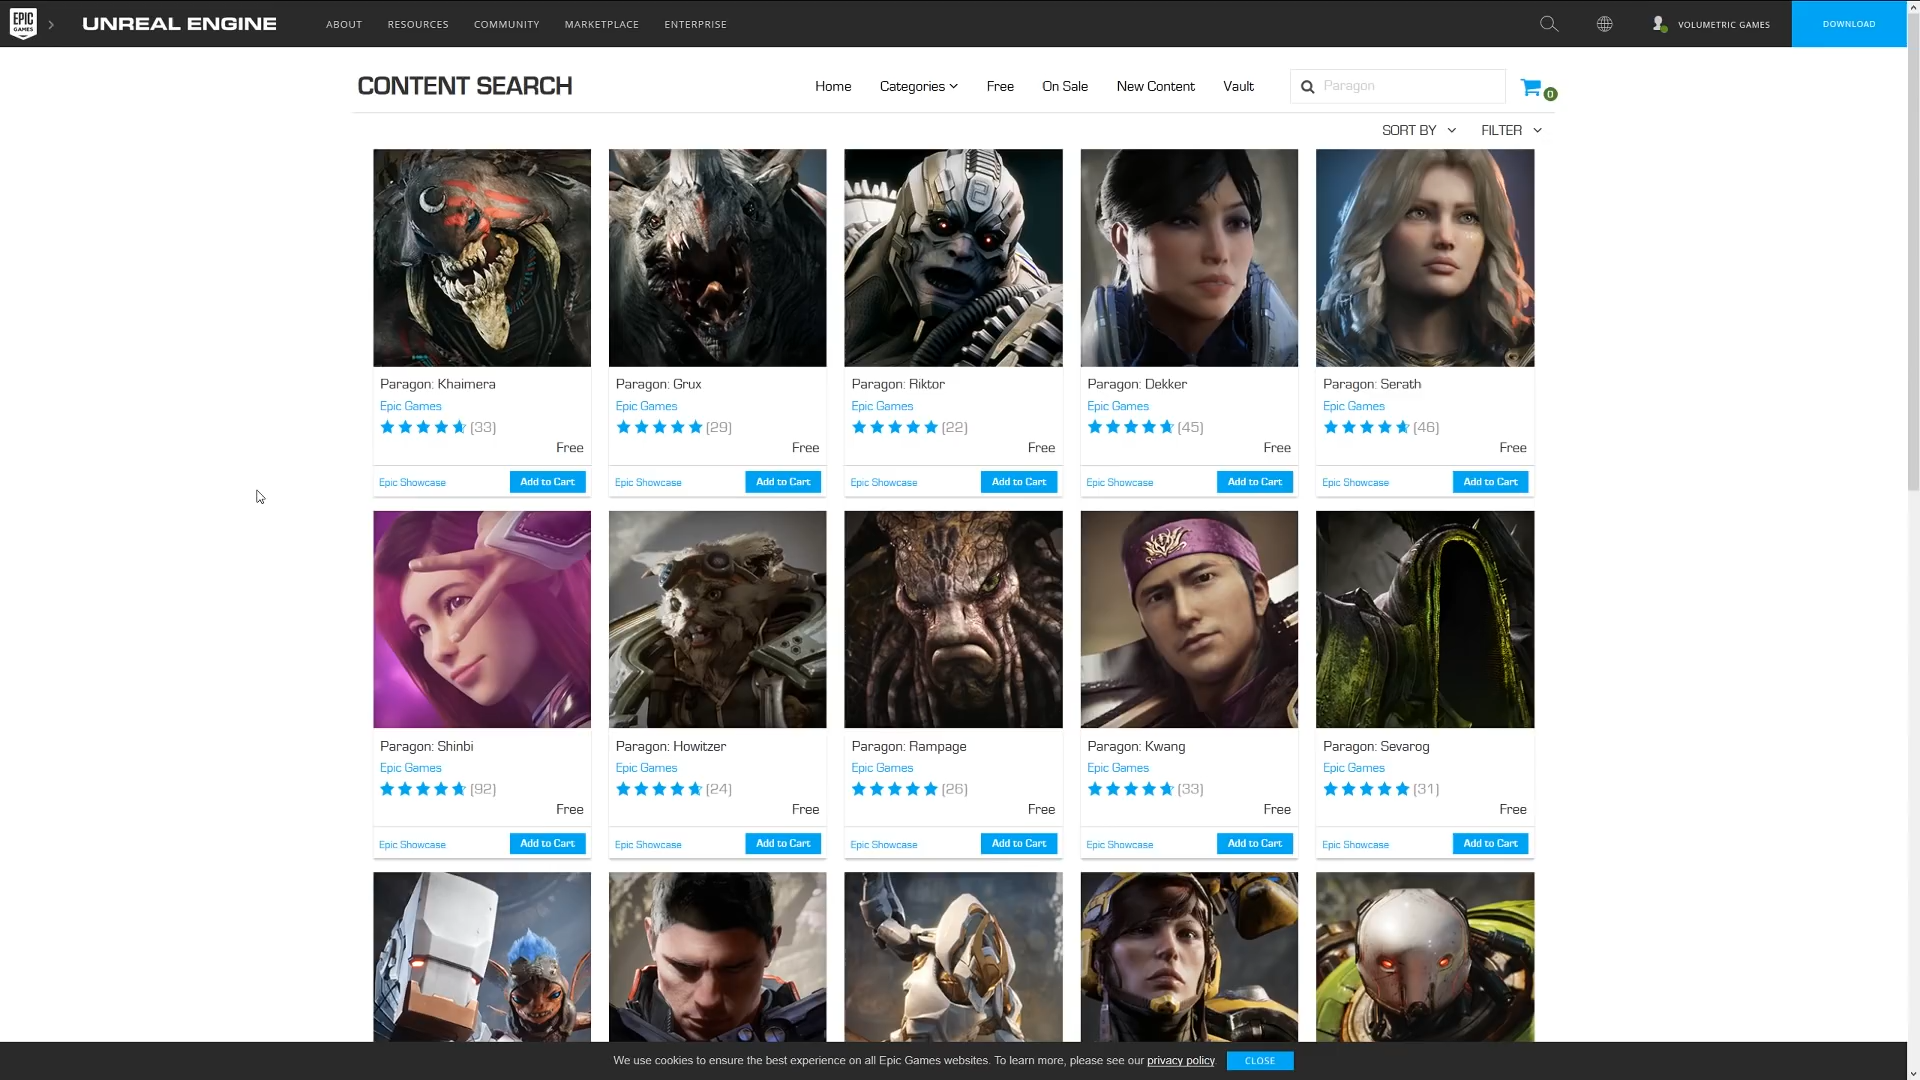 EPIC GAMES
UNREAL ENGINE
ABOUT RESOURCES COMMUNITY MARKETPLACE ENTERPRISE
VOLUMETRIC GAMES
DOWNLOAD
CONTENT SEARCH
Home Categories Free On Sale New Content Vault
Paragon
0
SORT BY FILTER
2
Paragon: Khaimera
Epic Games
(33)
Free
Epic Showcase Add to Cart
Paragon: Grux
Epic Games
(29)
Free
Epic Showcase Add to Cart
Paragon: Riktor
Epic Games
(22)
Free
Epic Showcase Add to Cart
Paragon: Dekker
Epic Games
(45)
Free
Epic Showcase Add to Cart
Paragon: Serath
Epic Games
(46)
Free
Epic Showcase Add to Cart
Paragon: Shinbi
Epic Games
(92)
Free
Epic Showcase Add to Cart
Paragon: Howitzer
Epic Games
(24)
Free
Epic Showcase Add to Cart
Paragon: Rampage
Epic Games
(26)
Free
Epic Showcase Add to Cart
Paragon: Kwang
Epic Games
(33)
Free
Epic Showcase Add to Cart
Paragon: Sevarog
Epic Games
(31)
Free
Epic Showcase Add to Cart
We use cookies to ensure the best experience on all Epic Games websites. To learn more, please see our privacy policy. CLOSE